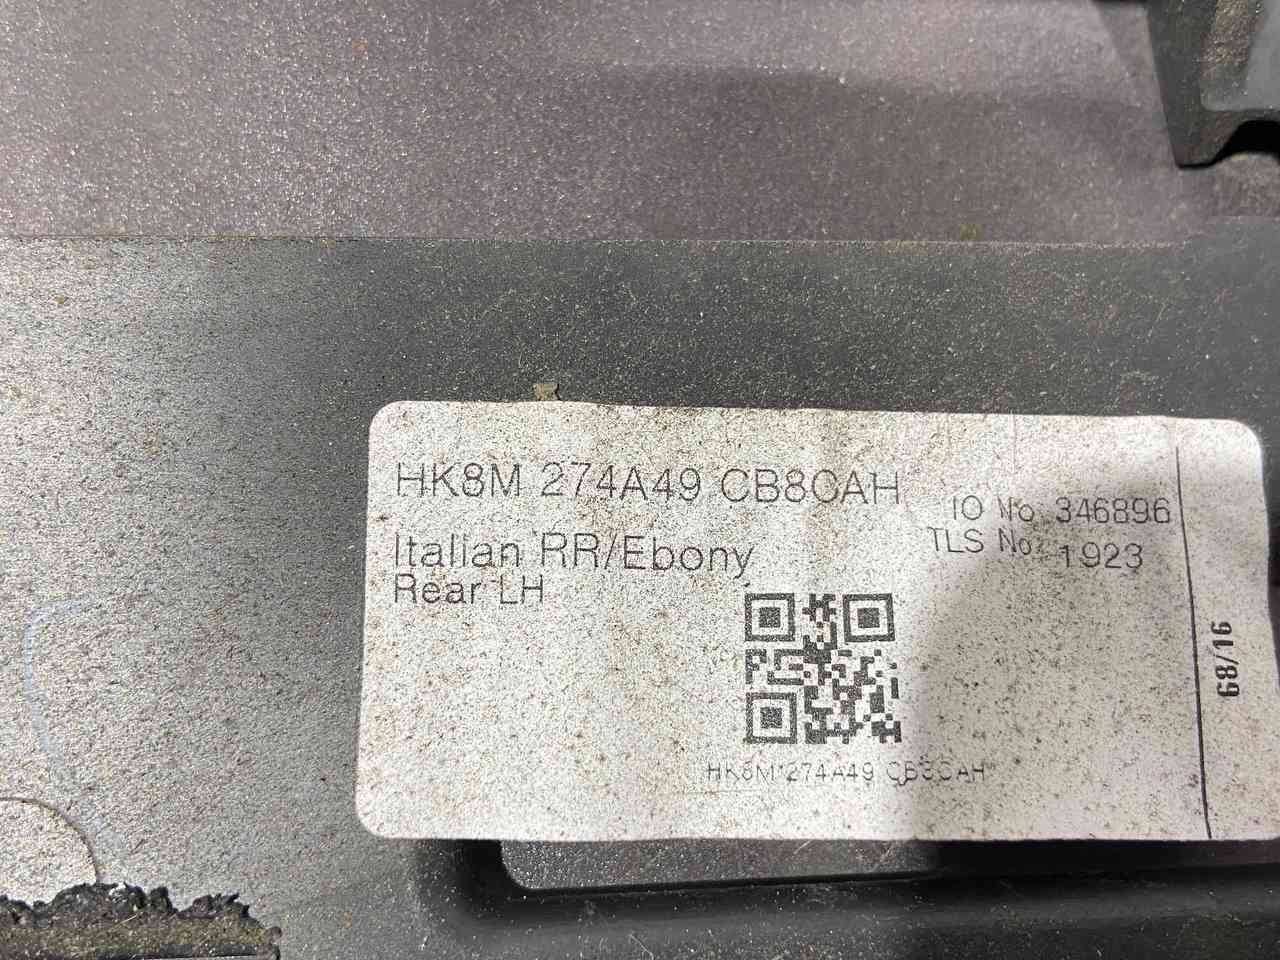 HK8M 274A49 CB8CAH
IO No 346896
Italian RR/Ebony
TLS No: 1923
Rear LH
68/16
HK8M 274A49 CB8CAH